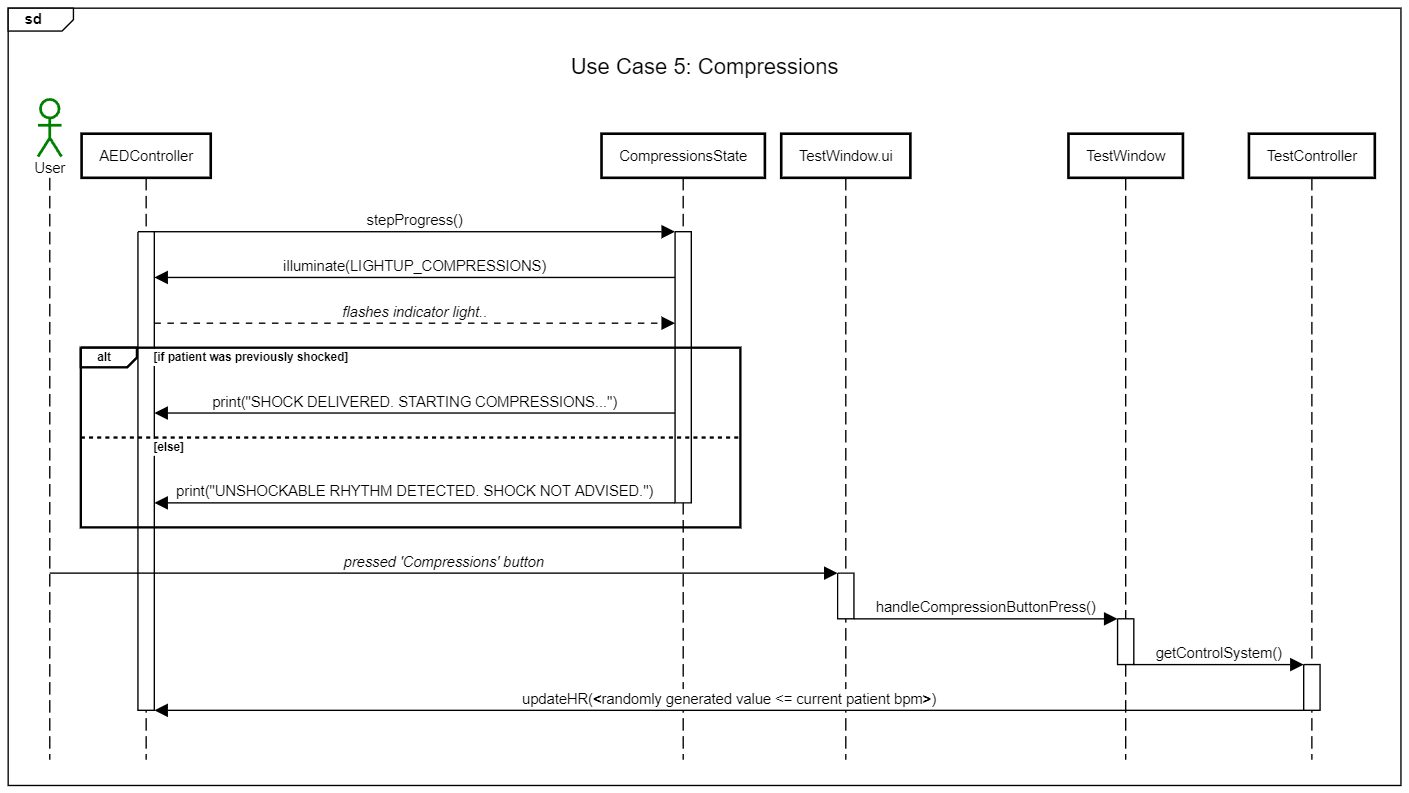 sd
Use Case 5: Compressions
User
AEDController
CompressionsState
TestWindow.ui
TestWindow
TestController
stepProgress()
illuminate(LIGHTUP_COMPRESSIONS)
flashes indicator light..
alt
[if patient was previously shocked]
print("SHOCK DELIVERED. STARTING COMPRESSIONS...")
[else]
print("UNSHOCKABLE RHYTHM DETECTED. SHOCK NOT ADVISED.")
pressed 'Compressions' button
handleCompressionButtonPress()
getControlSystem()
updateHR(<randomly generated value <= current patient bpm>)